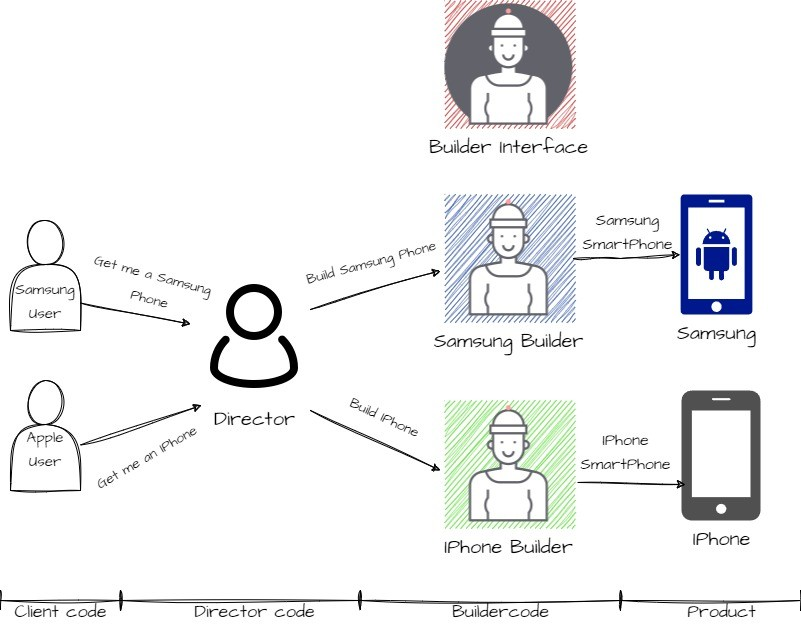 Builder Interface
Get me a Samsung
Phone
Samsung
User
Build Samsung Phone
Samsung
SmartPhone
Samsung Builder
Samsung
Director
Apple
User
Get me an IPhone
Build IPhone
IPhone
SmartPhone
IPhone Builder
IPhone
Client code
Director code
Buildercode
Product